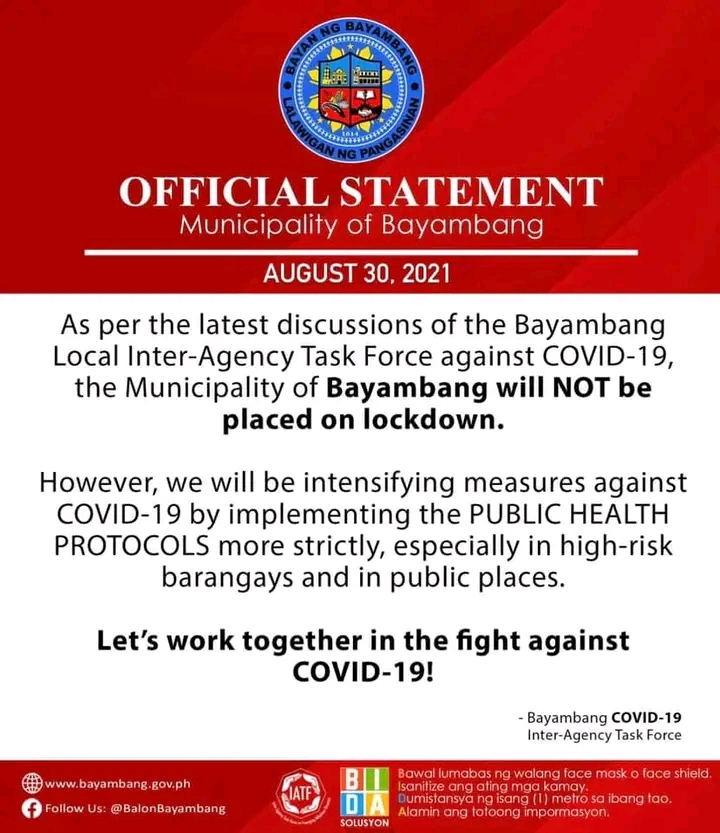 BAYAN NG BAYAMBANG
LALAWIGAN NG PANGASINAN
1614
OFFICIAL STATEMENT
Municipality of Bayambang
AUGUST 30, 2021
As per the latest discussions of the Bayambang
Local Inter-Agency Task Force against COVID-19,
the Municipality of Bayambang will NOT be
placed on lockdown.
However, we will be intensifying measures against
COVID-19 by implementing the PUBLIC HEALTH
PROTOCOLS more strictly, especially in high-risk
barangays and in public places.
Let's work together in the fight against
COVID-19!
- Bayambang COVID-19
Inter-Agency Task Force
www.bayambang.gov.ph
Follow Us: @BalonBayambang
IATF
BIDA
SOLUSYON
Bawal lumabas ng walang face mask o face shield.
Isanitize ang ating mga kamay.
Dumistansya ng isang (1) metro sa ibang tao.
Alamin ang totoong impormasyon.